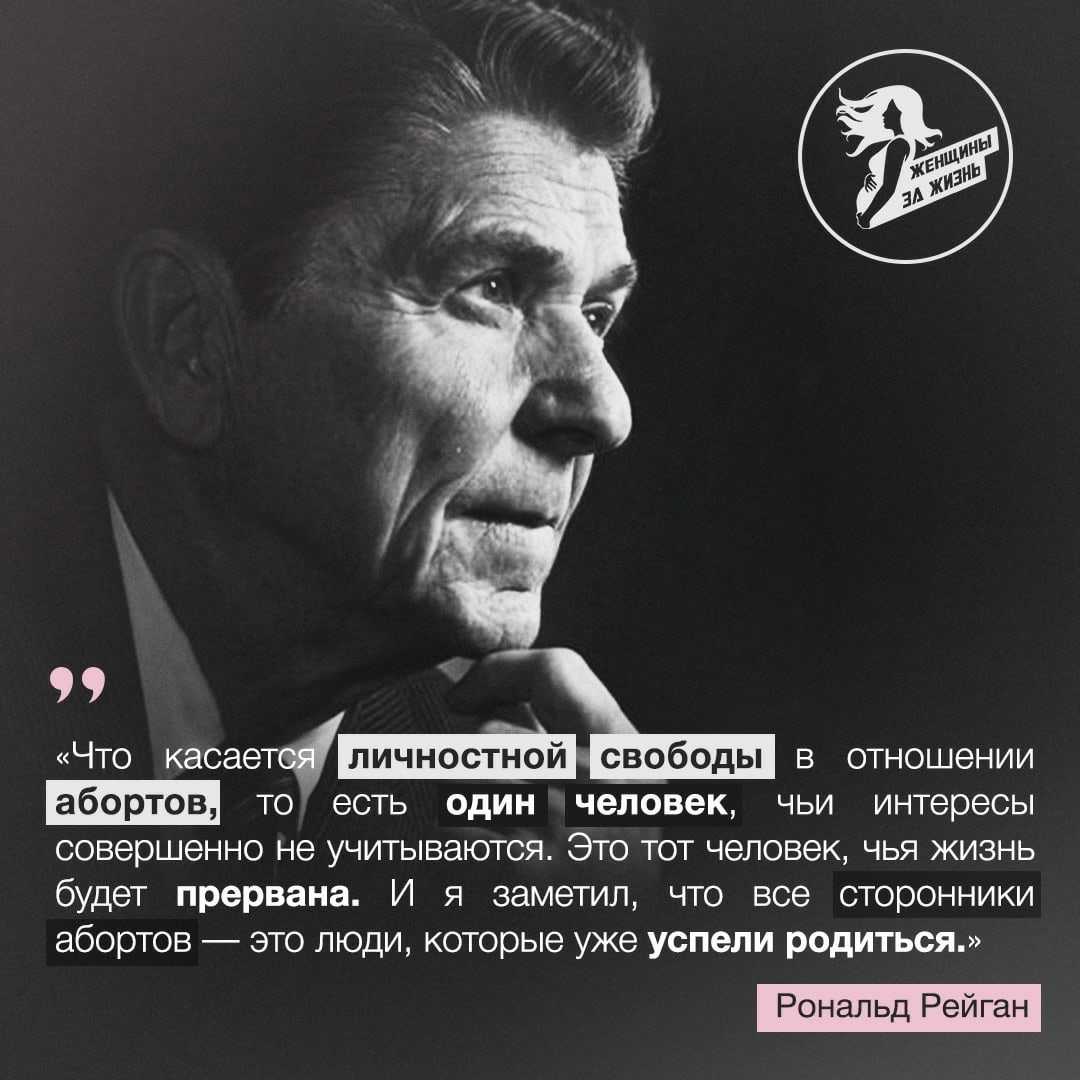 ЖЕНЩИНЫ
ЗА ЖИЗНЬ
”
«Что касается личностной свободы в отношении
абортов, то есть один человек, чьи интересы
совершенно не учитываются. Это тот человек, чья жизнь
будет прервана. И я заметил, что все сторонники
абортов — это люди, которые уже успели родиться.»
Рональд Рейган